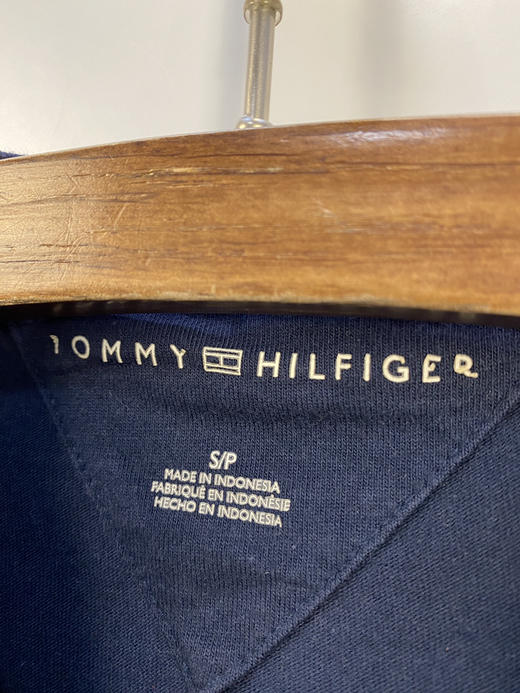 TOMMY HILFIGER
S/P
MADE IN INDONESIA
FABRIQUÉ EN INDONÉSIE
HECHO EN INDONESIA